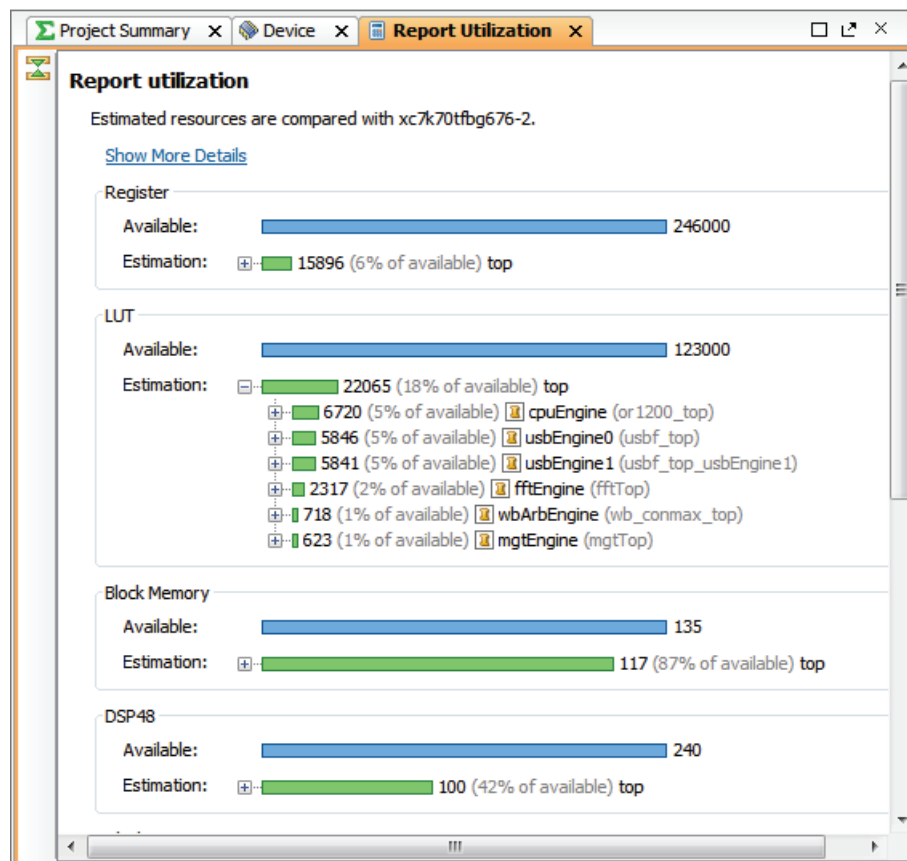 Project Summary Device Report Utilization
Report utilization
Estimated resources are compared with xc7k70tfbg676-2.
Show More Details
Register
Available: 246000
Estimation: 15896 (6% of available) top
LUT
Available: 123000
Estimation: 22065 (18% of available) top
6720 (5% of available) cpuEngine (or1200_top)
5846 (5% of available) usbEngine0 (usbf_top)
5841 (5% of available) usbEngine1 (usbf_top_usbEngine1)
2317 (2% of available) fftEngine (fftTop)
718 (1% of available) wbArbEngine (wb_conmax_top)
623 (1% of available) mgtEngine (mgtTop)
Block Memory
Available: 135
Estimation: 117 (87% of available) top
DSP48
Available: 240
Estimation: 100 (42% of available) top